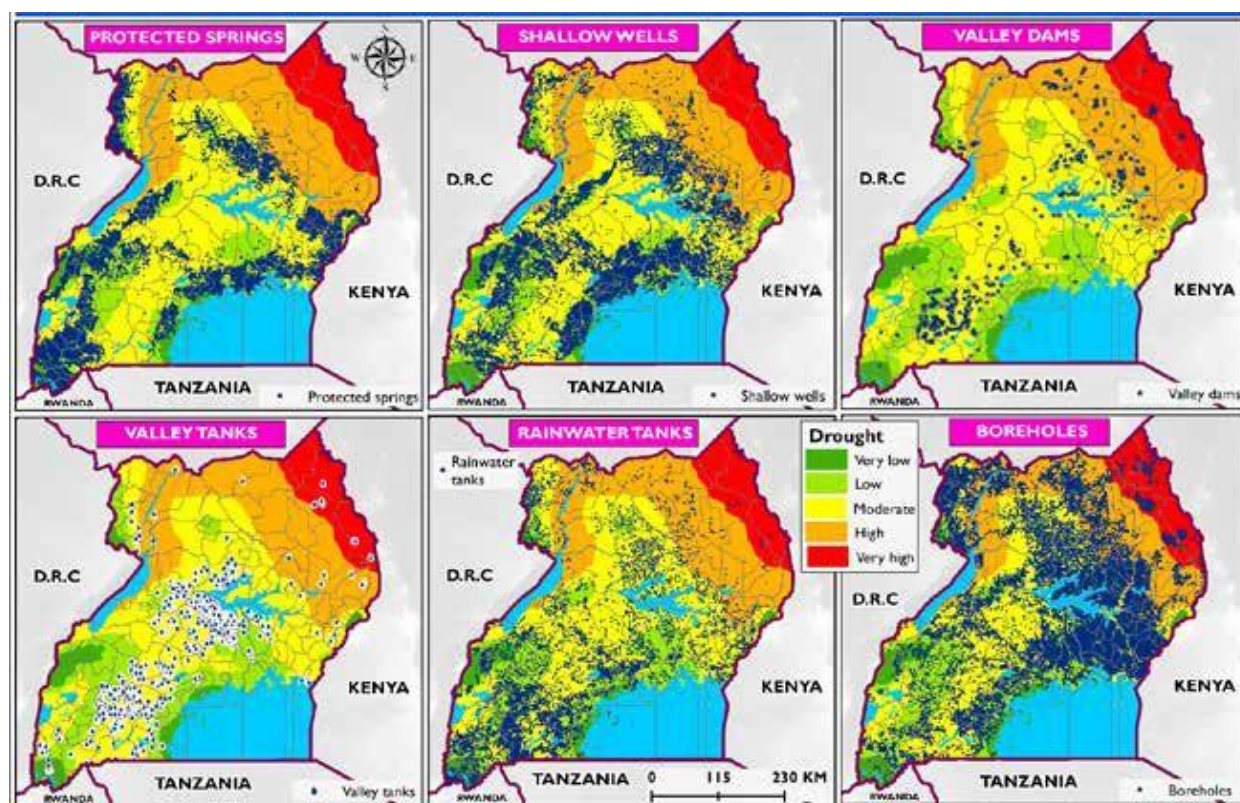 PROTECTED SPRINGS
N
W E
S
D.R.C
KENYA
TANZANIA
RWANDA
Protected springs
SHALLOW WELLS
D.R.C
KENYA
TANZANIA
RWANDA
Shallow wells
VALLEY DAMS
D.R.C
KENYA
TANZANIA
RWANDA
Valley dams
VALLEY TANKS
D.R.C
KENYA
TANZANIA
RWANDA
Valley tanks
RAINWATER TANKS
Rainwater
tanks
D.R.C
KENYA
TANZANIA
RWANDA
0 115 230 KM
Drought
Very low
Low
Moderate
High
Very high
BOREHOLES
D.R.C
KENYA
TANZANIA
RWANDA
Boreholes